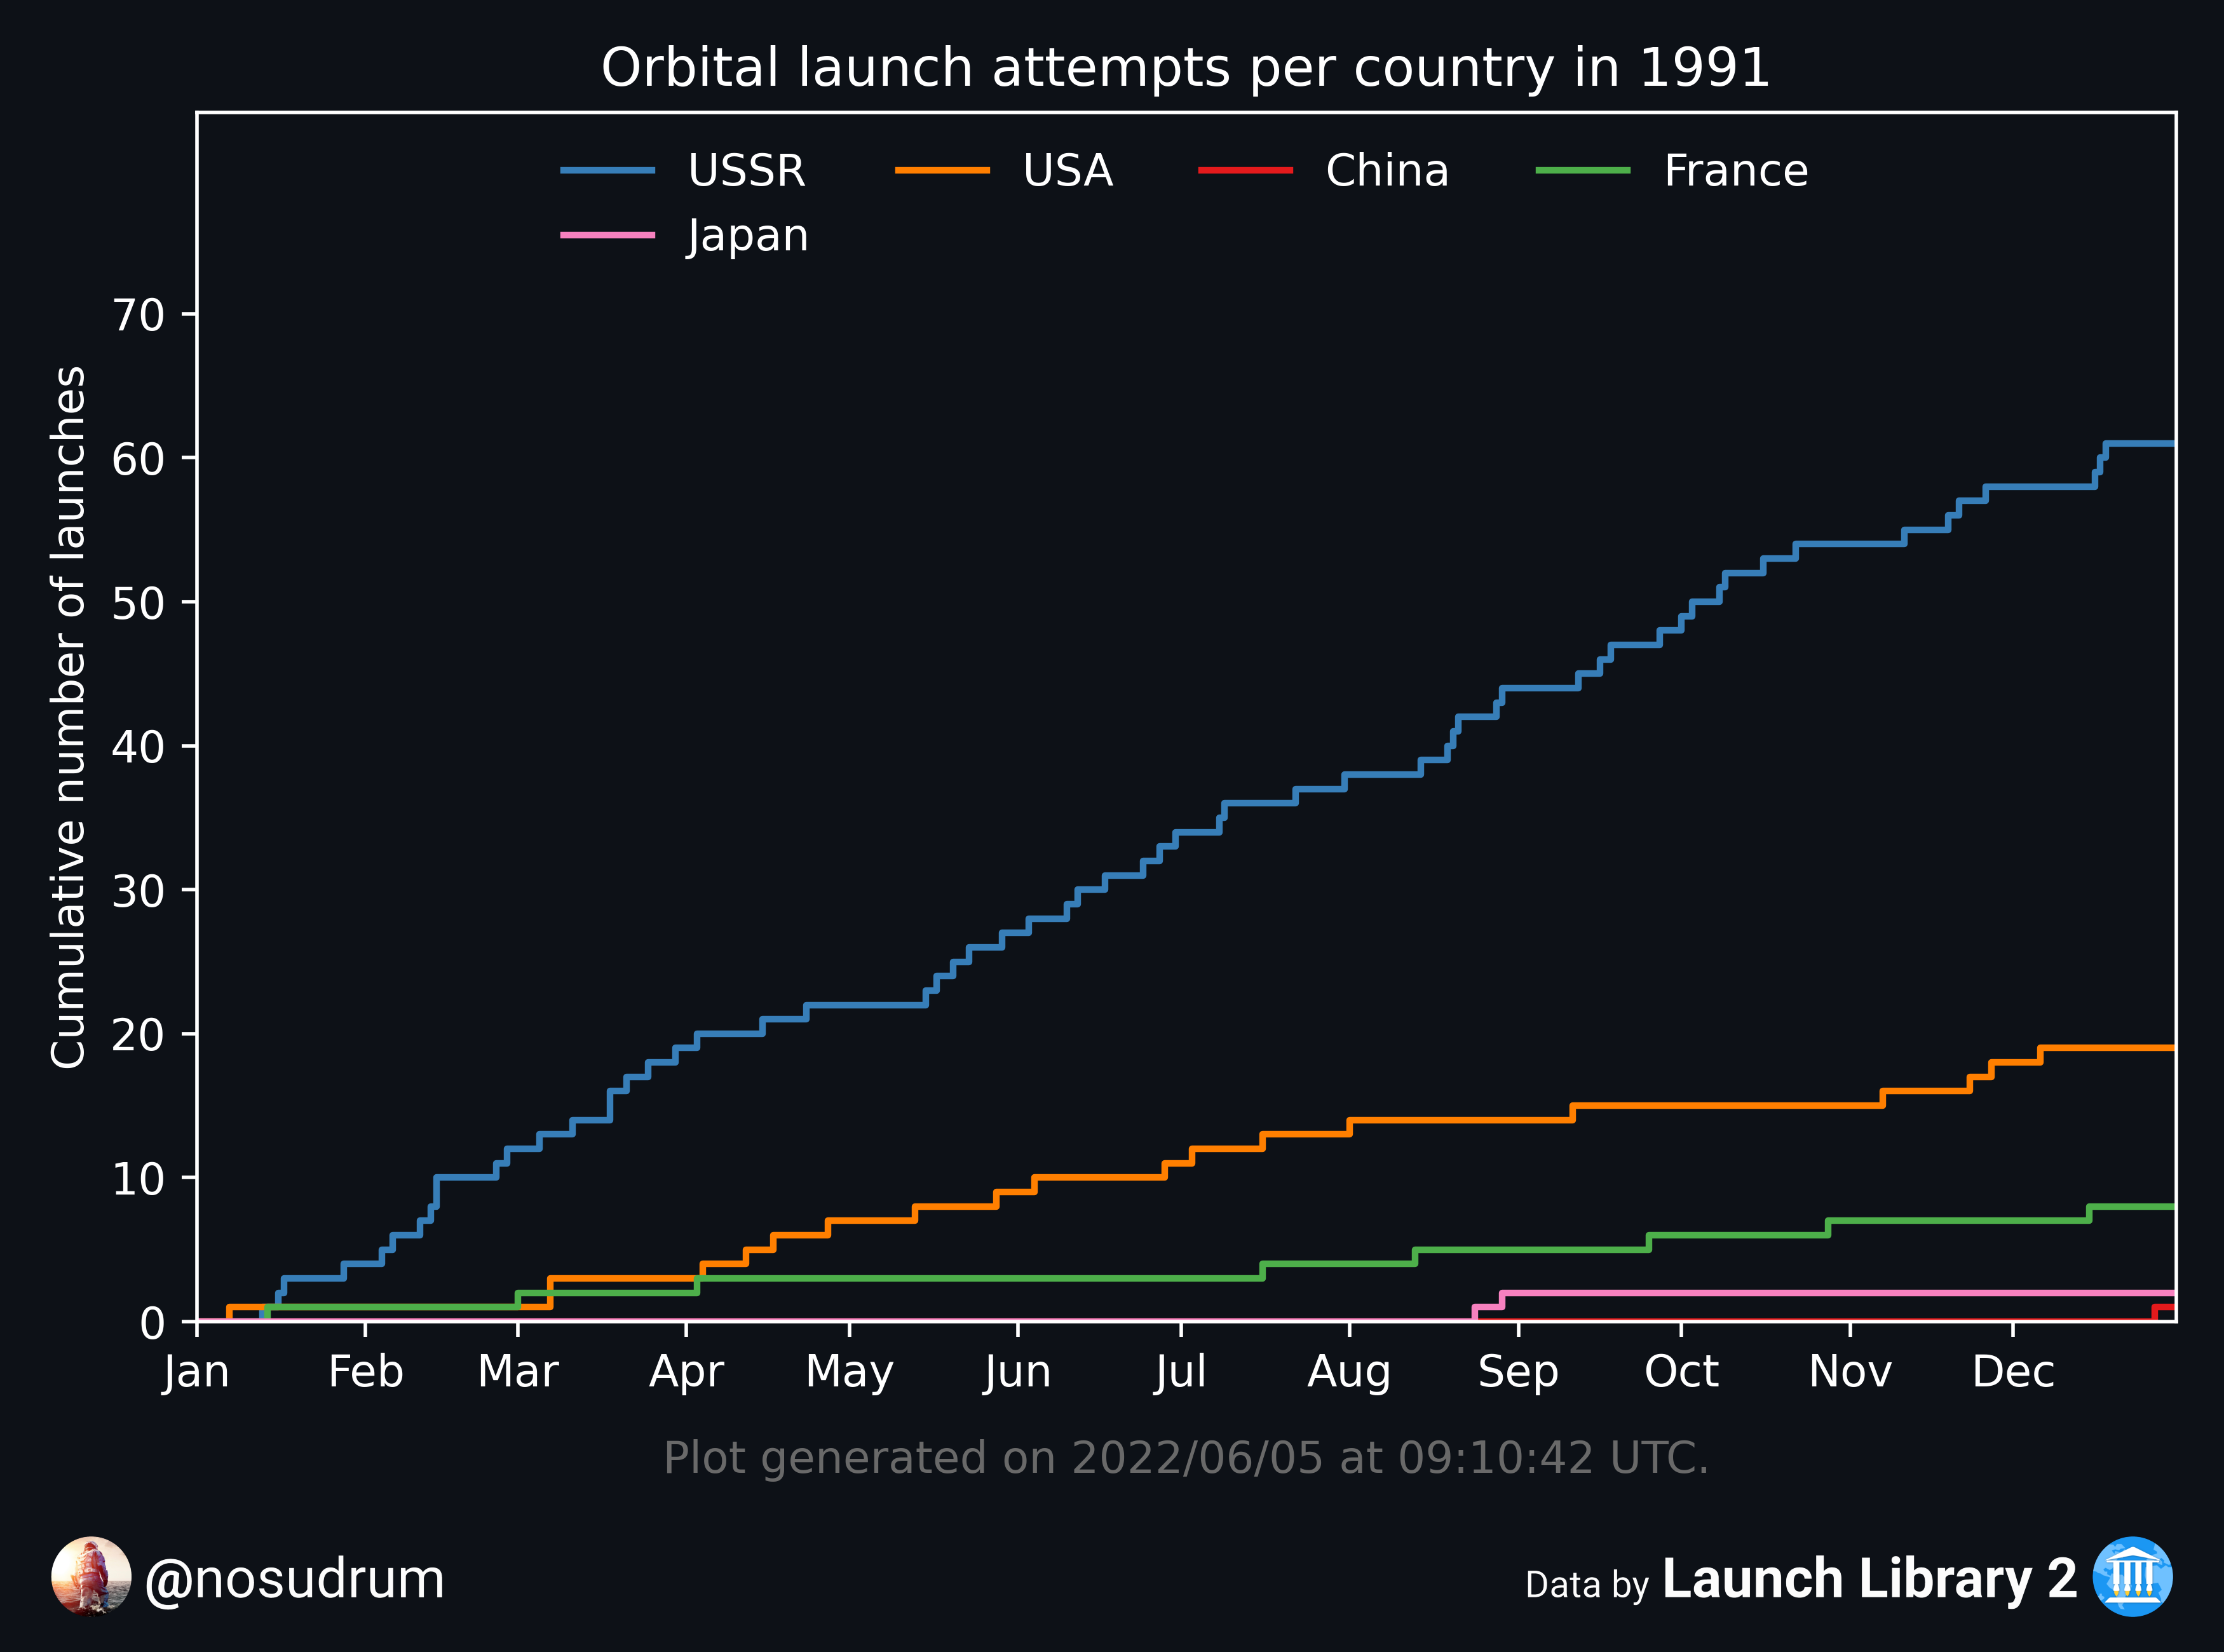 Orbital launch attempts per country in 1991
USSR USA China France
Japan
Cumulative number of launches
70
60
50
40
30
20
10
0
Jan Feb Mar Apr May Jun Jul Aug Sep Oct Nov Dec
Plot generated on 2022/06/05 at 09:10:42 UTC.
@nosudrum
Data by Launch Library 2